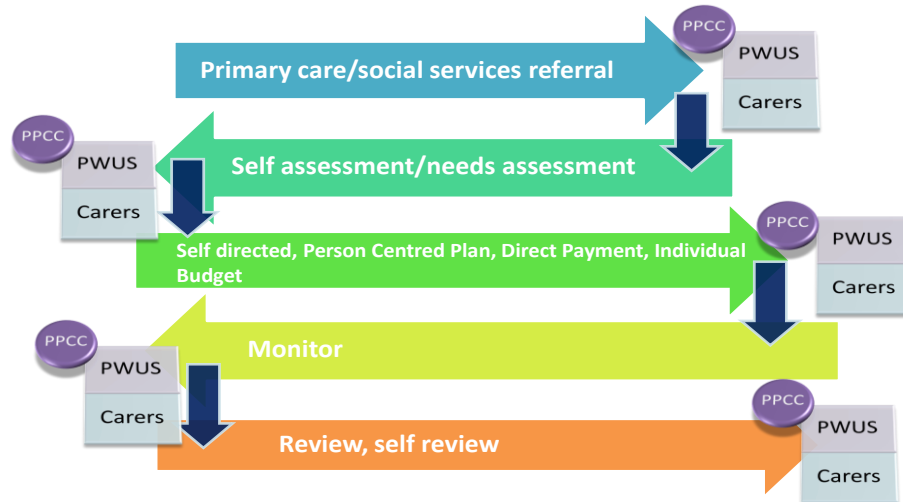 PPCC
PWUS
Primary care/social services referral
Carers
PPCC
PWUS
Self assessment/needs assessment
Carers
PPCC
PWUS
Self directed, Person Centred Plan, Direct Payment, Individual
Budget
Carers
PPCC
PWUS
Monitor
Carers
PPCC
PWUS
Review, self review
Carers